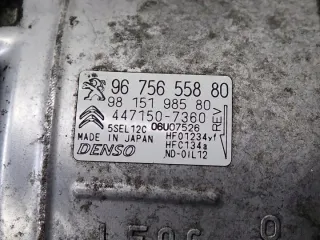 96 756 558 80
98 151 985 80
447150-7360
REV
5SEL12C 06U07526
MADE IN JAPAN
HFO1234yf
HFC134a
DENSO
ND-OIL12